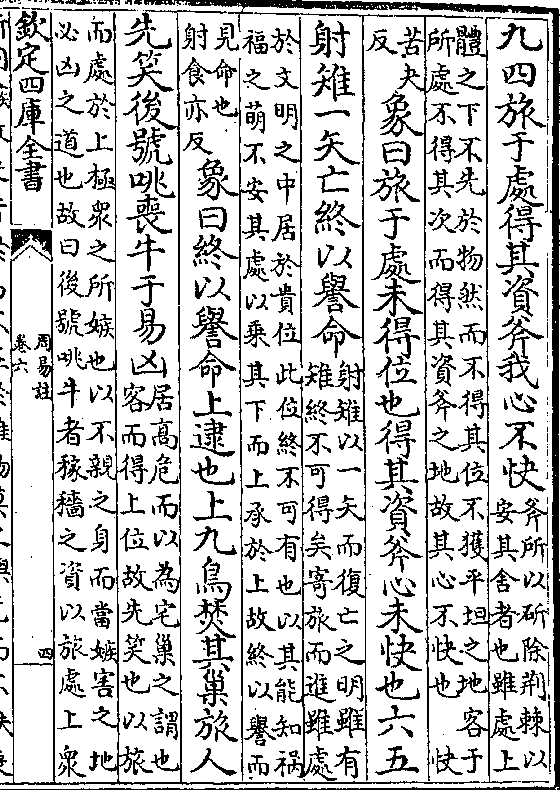 九四旅于處得其資斧我心不快斧所以斫除荊棘以
安其舍者也雖處上
體之下不先於物然而不得其位不獲平坦之地客于
所處不得其次而得其資斧之地故其心不快也　快
苦夬
反　象曰旅于處未得位也得其資斧心未快也六五
射雉一矢亡終以譽命射雉以一矢而復亡之明雖有
雉終不可得矣寄旅而進雖處
於文明之中居於貴位此位終不可有也以其能知禍
福之萌不安其處以乘其下而上承於上故終以譽而
見命也
射食亦反　象曰終以譽命上逮也上九鳥焚其巢旅人
先笑後號咷喪牛于易凶居高危而以為宅巢之謂也
客而得上位故先笑也以旅
而處於上極衆之所嫉也以不親之身而當嫉害之地
必凶之道也故曰後號咷牛者稼穡之資以旅處上衆
欽定四庫全書
周易註
卷六
四